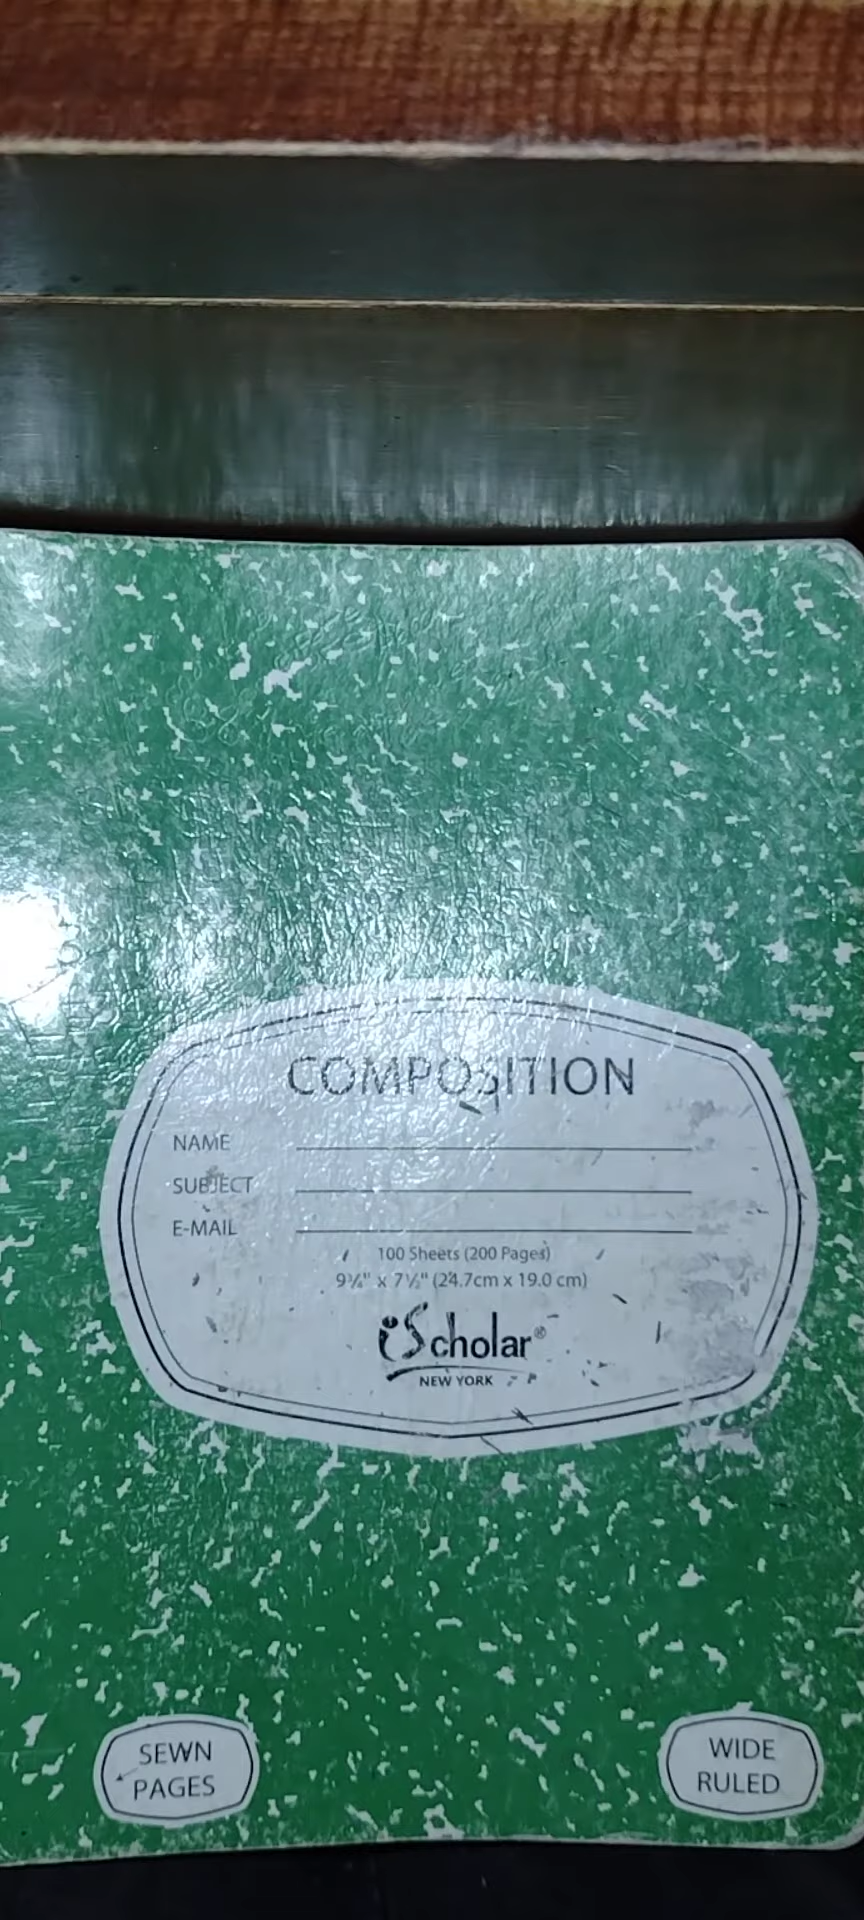 COMPOSITION
NAME
SUBJECT
E-MAIL
100 Sheets (200 Pages)
9¾" x 7½" (24.7cm x 19.0 cm)
iScholar®
NEW YORK
SEWN PAGES
WIDE RULED